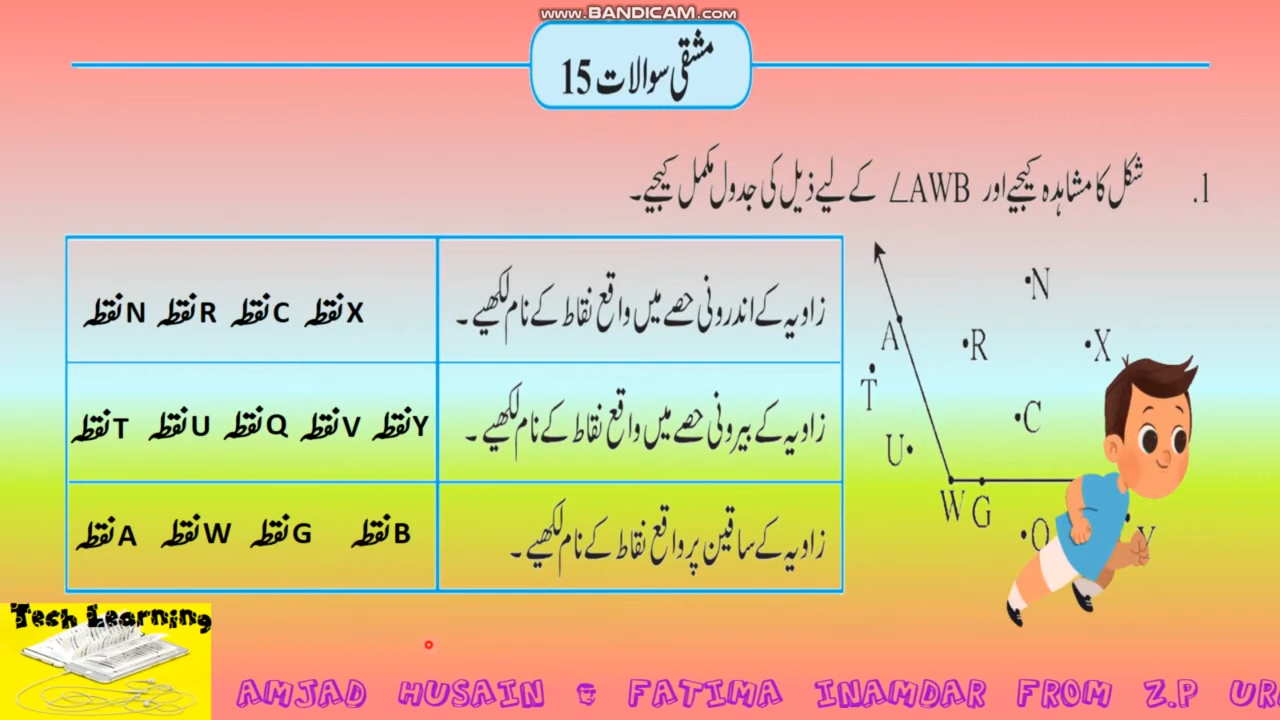 www.BANDICAM.com
مشقی سوالات 15
1. شکل کا مشاہدہ کیجیے اور ∠AWB کے لیے ذیل کی جدول مکمل کیجیے۔
زاویہ کے اندرونی حصے میں واقع نقاط کے نام لکھیے۔
نقطہ X نقطہ C نقطہ R نقطہ N
زاویہ کے بیرونی حصے میں واقع نقاط کے نام لکھیے۔
نقطہ Y نقطہ V نقطہ Q نقطہ U نقطہ T
زاویہ کے ساقین پر واقع نقاط کے نام لکھیے۔
نقطہ B نقطہ G نقطہ W نقطہ A
N
A
R
X
T
C
U
W G
Tech Learning
AMJAD HUSAIN & FATIMA INAMDAR FROM Z.P